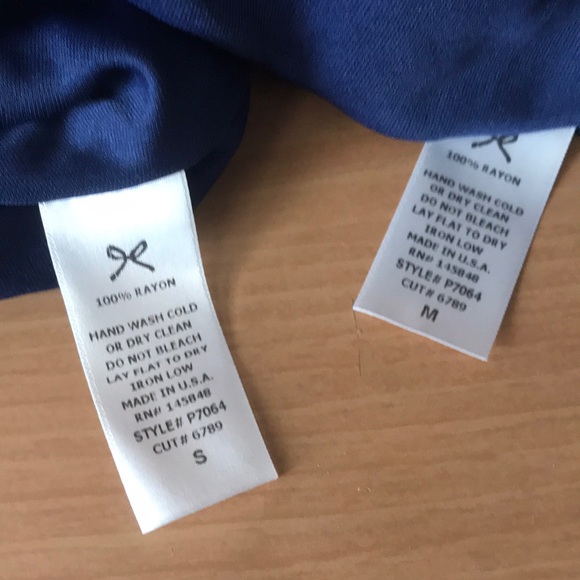 100% RAYON
HAND WASH COLD
OR DRY CLEAN
DO NOT BLEACH
LAY FLAT TO DRY
IRON LOW
MADE IN U.S.A.
RN# 145848
STYLE# P7064
CUT# 6789
S
100% RAYON
HAND WASH COLD
OR DRY CLEAN
DO NOT BLEACH
LAY FLAT TO DRY
IRON LOW
MADE IN U.S.A.
RN# 145848
STYLE# P7064
CUT# 6789
M